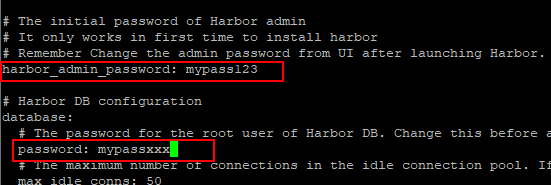 # The initial password of Harbor admin
# It only works in first time to install harbor
# Remember Change the admin password from UI after launching Harbor.
harbor_admin_password: mypass123
# Harbor DB configuration
database:
# The password for the root user of Harbor DB. Change this before a
password: mypassxxx
# The maximum number of connections in the idle connection pool. If
max_idle_conns: 50